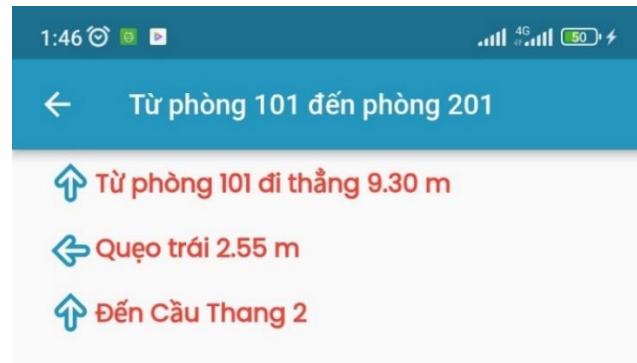 1:46 4G 50
Từ phòng 101 đến phòng 201
Từ phòng 101 đi thẳng 9.30 m
Quẹo trái 2.55 m
Đến Cầu Thang 2